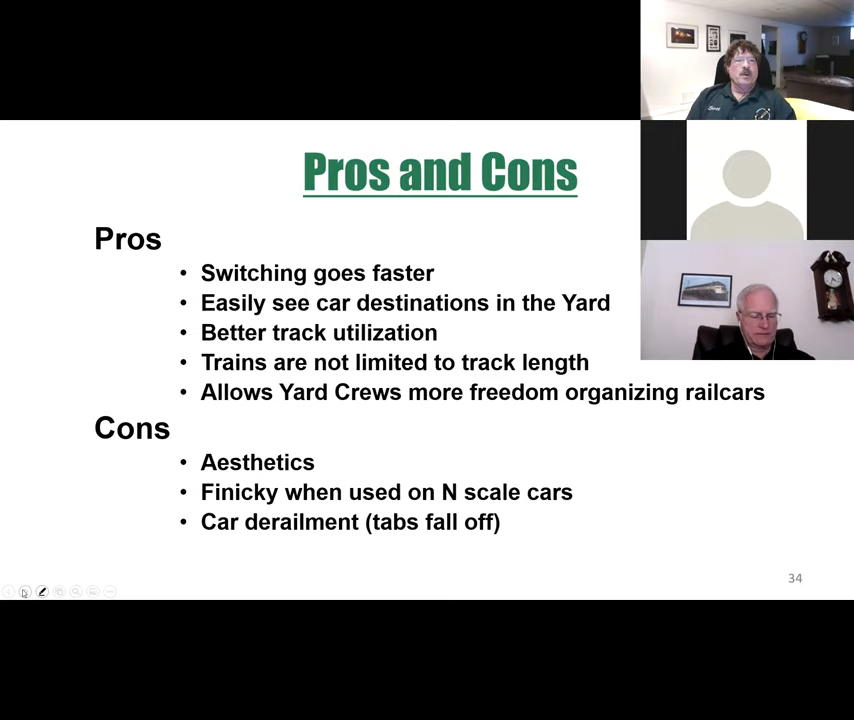 Pros and Cons
Pros
• Switching goes faster
• Easily see car destinations in the Yard
• Better track utilization
• Trains are not limited to track length
• Allows Yard Crews more freedom organizing railcars
Cons
• Aesthetics
• Finicky when used on N scale cars
• Car derailment (tabs fall off)
34